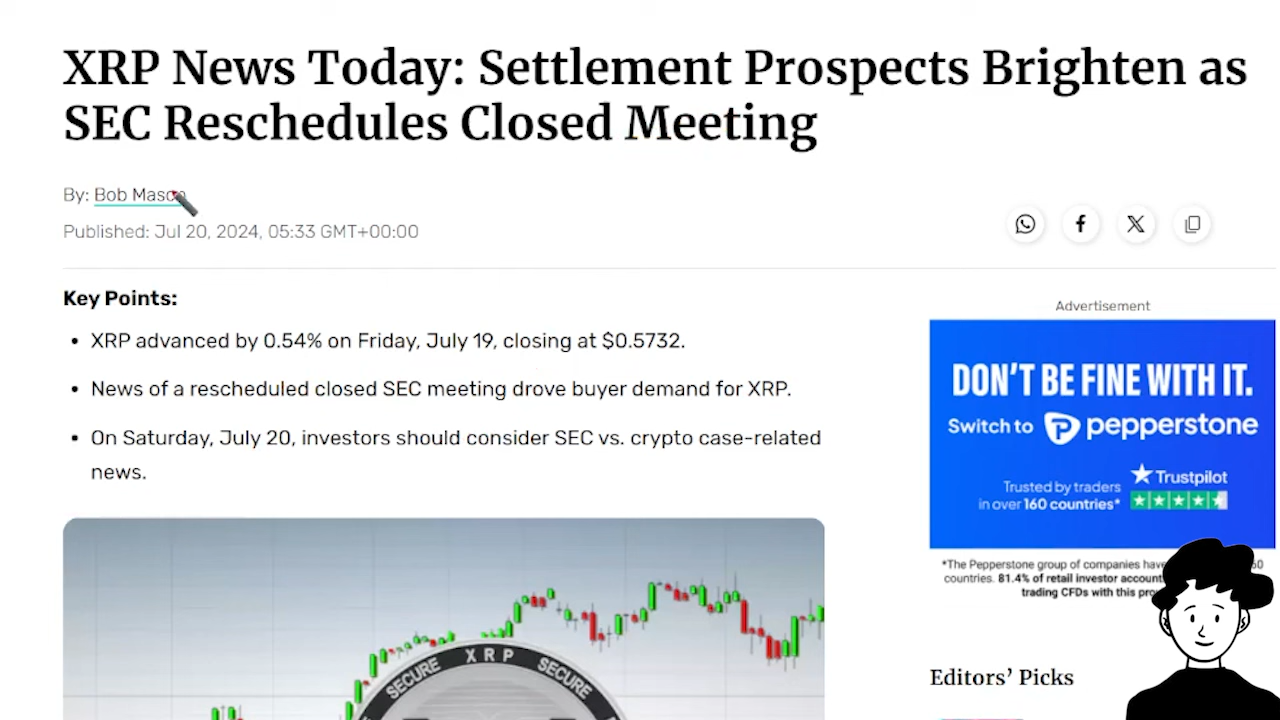 XRP News Today: Settlement Prospects Brighten as
SEC Reschedules Closed Meeting
By: Bob Mason
Published: Jul 20, 2024, 05:33 GMT+00:00
Key Points:
• XRP advanced by 0.54% on Friday, July 19, closing at $0.5732.
• News of a rescheduled closed SEC meeting drove buyer demand for XRP.
• On Saturday, July 20, investors should consider SEC vs. crypto case-related
news.
SECURE XRP SECURE
Advertisement
DON'T BE FINE WITH IT.
Switch to pepperstone
Trustpilot
Trusted by traders
in over 160 countries*
*The Pepperstone group of companies have
countries. 81.4% of retail investor
trading CFDs with this
Editors' Picks